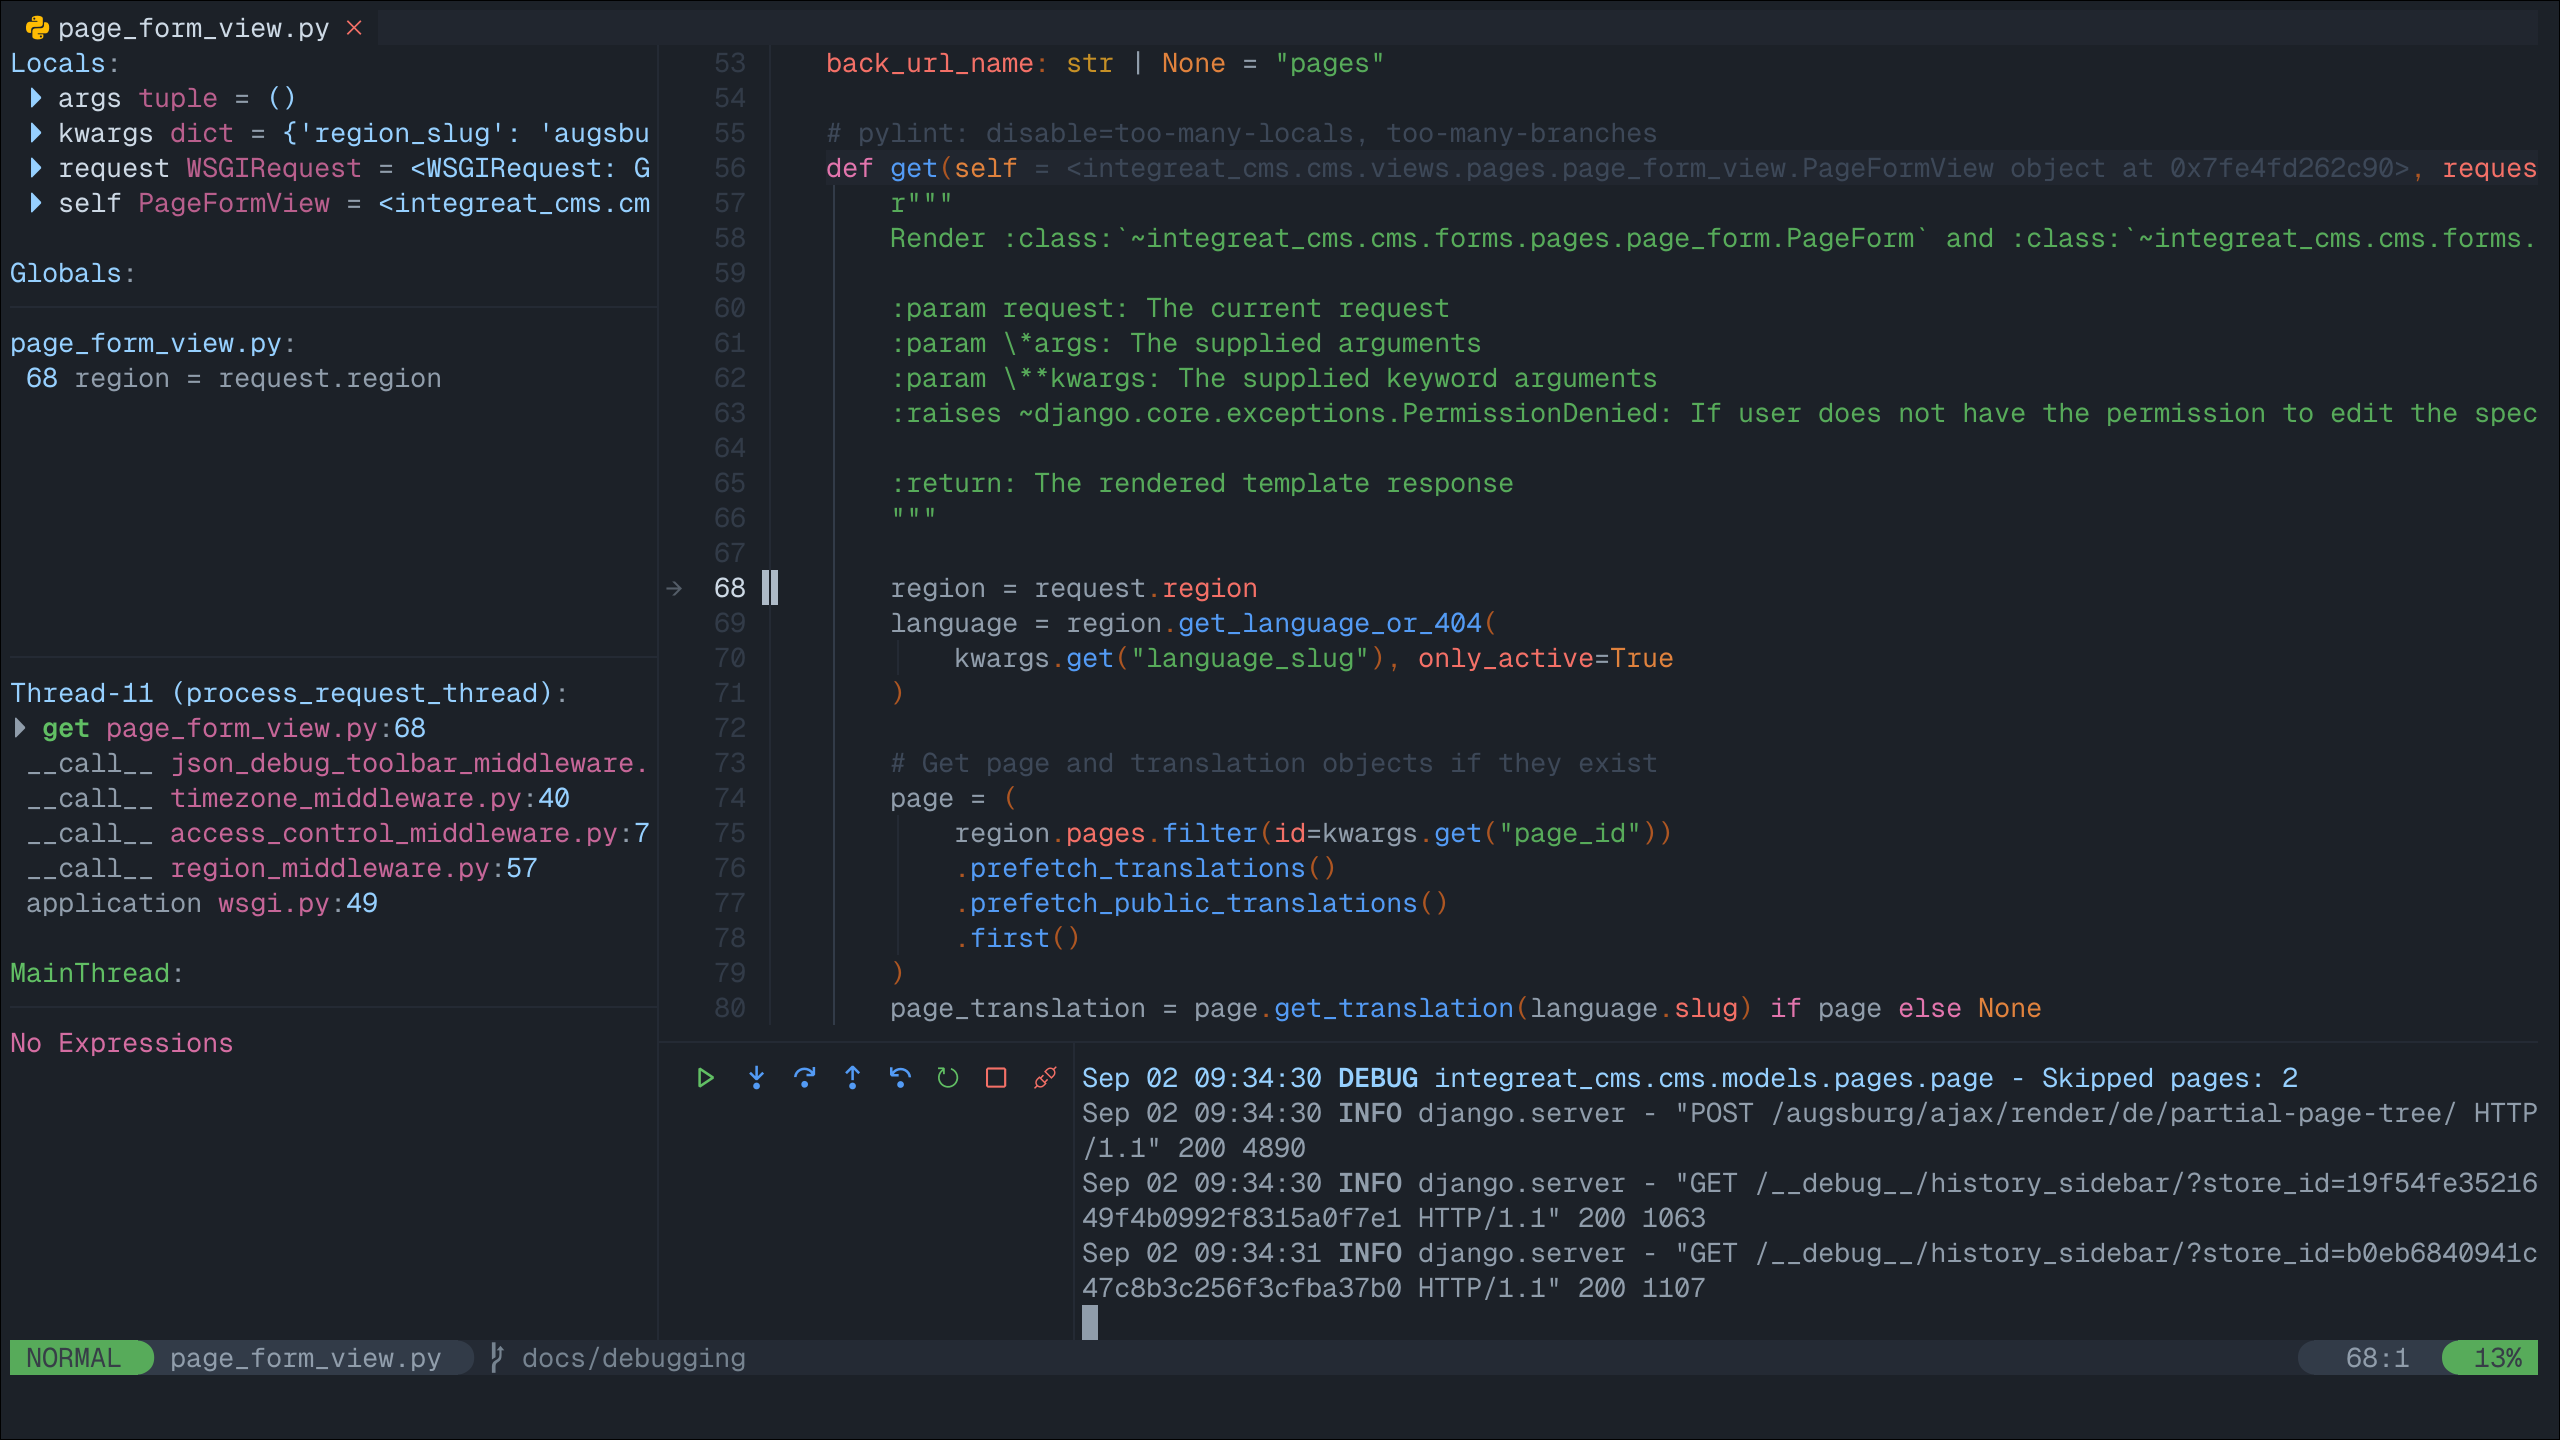 page_form_view.py
Locals:
args tuple = ()
kwargs dict = {'region_slug': 'augsbu
request WSGIRequest = <WSGIRequest: G
self PageFormView = <integreat_cms.cm
Globals:
page_form_view.py:
68 region = request.region
Thread-11 (process_request_thread):
get page_form_view.py:68
__call__ json_debug_toolbar_middleware.
__call__ timezone_middleware.py:40
__call__ access_control_middleware.py:7
__call__ region_middleware.py:57
application wsgi.py:49
MainThread:
No Expressions
53 back_url_name: str | None = "pages"
54
55 # pylint: disable=too-many-locals, too-many-branches
56 def get(self = <integreat_cms.cms.views.pages.page_form_view.PageFormView object at 0x7fe4fd262c90>, reques
57 r"""
58 Render :class:`~integreat_cms.cms.forms.pages.page_form.PageForm` and :class:`~integreat_cms.cms.forms.
59
60 :param request: The current request
61 :param \*args: The supplied arguments
62 :param \**kwargs: The supplied keyword arguments
63 :raises ~django.core.exceptions.PermissionDenied: If user does not have the permission to edit the spec
64
65 :return: The rendered template response
66 """
67
→ 68 region = request.region
69 language = region.get_language_or_404(
70 kwargs.get("language_slug"), only_active=True
71 )
72
73 # Get page and translation objects if they exist
74 page = (
75 region.pages.filter(id=kwargs.get("page_id"))
76 .prefetch_translations()
77 .prefetch_public_translations()
78 .first()
79 )
80 page_translation = page.get_translation(language.slug) if page else None
Sep 02 09:34:30 DEBUG integreat_cms.cms.models.pages.page - Skipped pages: 2
Sep 02 09:34:30 INFO django.server - "POST /augsburg/ajax/render/de/partial-page-tree/ HTTP
/1.1" 200 4890
Sep 02 09:34:30 INFO django.server - "GET /__debug__/history_sidebar/?store_id=19f54fe35216
49f4b0992f8315a0f7e1 HTTP/1.1" 200 1063
Sep 02 09:34:31 INFO django.server - "GET /__debug__/history_sidebar/?store_id=b0eb6840941c
47c8b3c256f3cfba37b0 HTTP/1.1" 200 1107
NORMAL page_form_view.py docs/debugging 68:1 13%